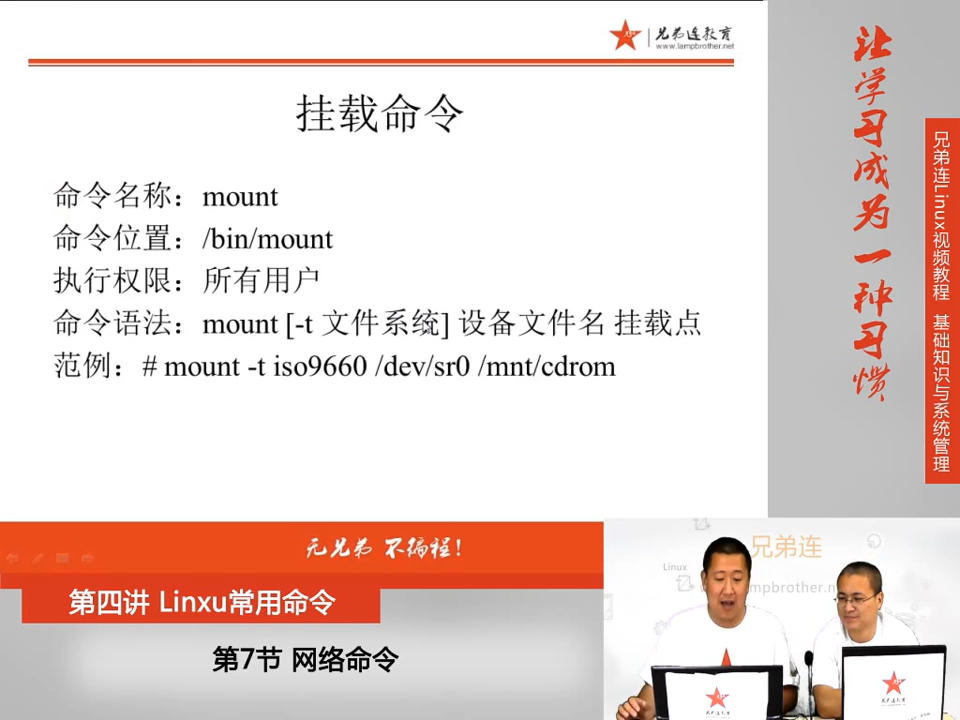 兄弟连教育
www.lampbrother.net
挂载命令
命令名称：mount
命令位置：/bin/mount
执行权限：所有用户
命令语法：mount [-t 文件系统] 设备文件名 挂载点
范例：# mount -t iso9660 /dev/sr0 /mnt/cdrom
让学习成为一种习惯
兄弟连Linux视频教程 基础知识与系统管理
无兄弟 不编程！
第四讲 Linxu常用命令
第7节 网络命令
兄弟连
Linux
lampbrother.n